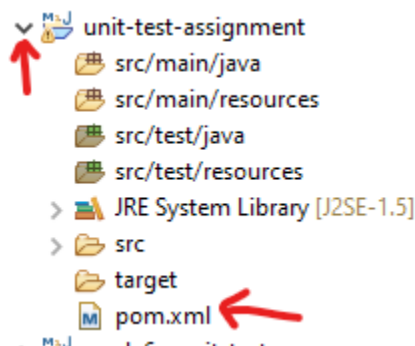 unit-test-assignment
src/main/java
src/main/resources
src/test/java
src/test/resources
JRE System Library [J2SE-1.5]
src
target
pom.xml